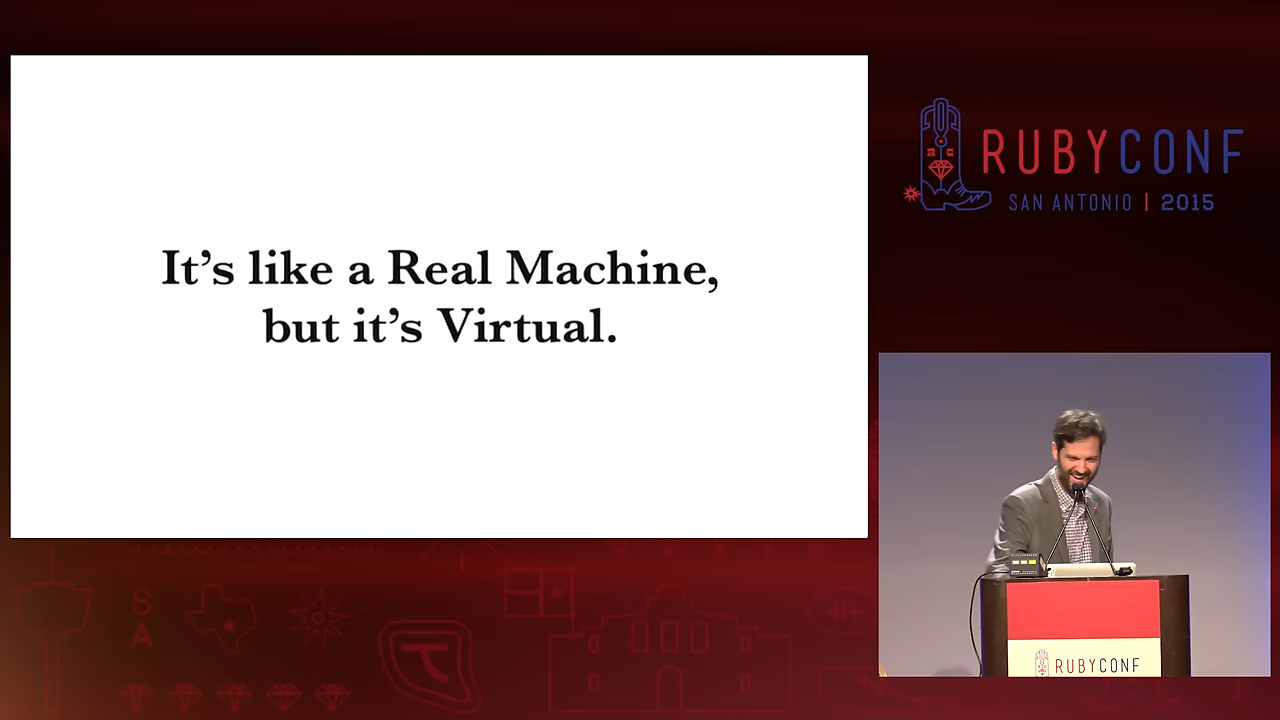 It's like a Real Machine,
but it's Virtual.
RUBYCONF
SAN ANTONIO | 2015
S
A
RUBYCONF